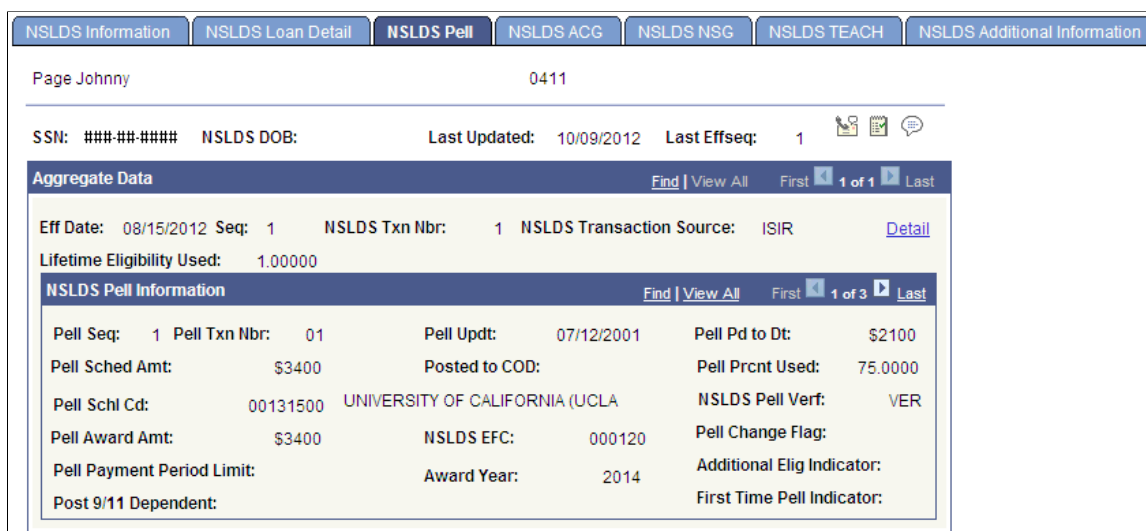 NSLDS Information NSLDS Loan Detail NSLDS Pell NSLDS ACG NSLDS NSG NSLDS TEACH NSLDS Additional Information
Page Johnny 0411
SSN: ###-##-#### NSLDS DOB: Last Updated: 10/09/2012 Last Effseq: 1
Aggregate Data Find | View All First 1 of 1 Last
Eff Date: 08/15/2012 Seq: 1 NSLDS Txn Nbr: 1 NSLDS Transaction Source: ISIR Detail
Lifetime Eligibility Used: 1.00000
NSLDS Pell Information Find | View All First 1 of 3 Last
Pell Seq: 1 Pell Txn Nbr: 01 Pell Updt: 07/12/2001 Pell Pd to Dt: $2100
Pell Sched Amt: $3400 Posted to COD: Pell Prcnt Used: 75.0000
Pell Schl Cd: 00131500 UNIVERSITY OF CALIFORNIA (UCLA NSLDS Pell Verf: VER
Pell Award Amt: $3400 NSLDS EFC: 000120 Pell Change Flag:
Pell Payment Period Limit: Award Year: 2014 Additional Elig Indicator:
Post 9/11 Dependent: First Time Pell Indicator: